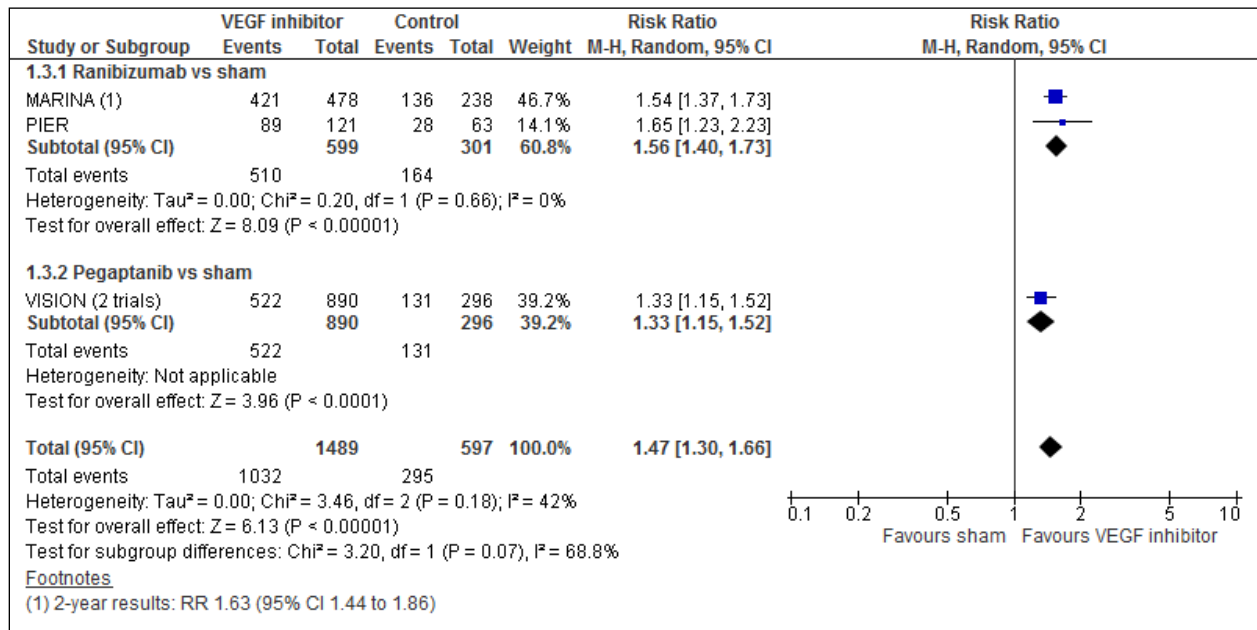 VEGF inhibitor Control Risk Ratio Risk Ratio
Study or Subgroup Events Total Events Total Weight M-H, Random, 95% CI M-H, Random, 95% CI
1.3.1 Ranibizumab vs sham
MARINA (1) 421 478 136 238 46.7% 1.54 [1.37, 1.73]
PIER 89 121 28 63 14.1% 1.65 [1.23, 2.23]
Subtotal (95% CI) 599 301 60.8% 1.56 [1.40, 1.73]
Total events 510 164
Heterogeneity: Tau² = 0.00; Chi² = 0.20, df = 1 (P = 0.66); I² = 0%
Test for overall effect: Z = 8.09 (P < 0.00001)
1.3.2 Pegaptanib vs sham
VISION (2 trials) 522 890 131 296 39.2% 1.33 [1.15, 1.52]
Subtotal (95% CI) 890 296 39.2% 1.33 [1.15, 1.52]
Total events 522 131
Heterogeneity: Not applicable
Test for overall effect: Z = 3.96 (P < 0.0001)
Total (95% CI) 1489 597 100.0% 1.47 [1.30, 1.66]
Total events 1032 295
Heterogeneity: Tau² = 0.00; Chi² = 3.46, df = 2 (P = 0.18); I² = 42%
Test for overall effect: Z = 6.13 (P < 0.00001)
Test for subgroup differences: Chi² = 3.20, df = 1 (P = 0.07), I² = 68.8%
0.1 0.2 0.5 1 2 5 10
Favours sham Favours VEGF inhibitor
Footnotes
(1) 2-year results: RR 1.63 (95% CI 1.44 to 1.86)